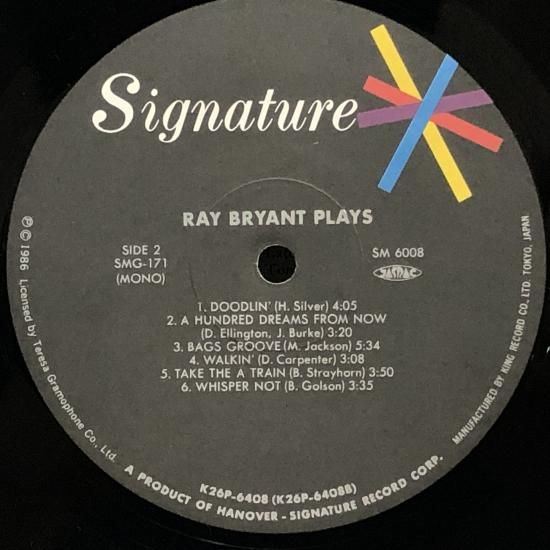 Signature
RAY BRYANT PLAYS
SIDE 2
SMG-171
(MONO)
SM 6008
JASRAC
1. DOODLIN' (H. Silver) 4:05
2. A HUNDRED DREAMS FROM NOW
(D. Ellington, J. Burke) 3:20
3. BAGS GROOVE (M. Jackson) 5:34
4. WALKIN' (D. Carpenter) 3:08
5. TAKE THE A TRAIN (B. Strayhorn) 3:50
6. WHISPER NOT (B. Golson) 3:35
K26P-6408 (K26P-6408B)
A PRODUCT OF HANOVER - SIGNATURE RECORD CORP.
Ⓟ © 1986 Licensed by Teresa Gramophone Co., Ltd.
MANUFACTURED BY KING RECORD CO., LTD. TOKYO, JAPAN